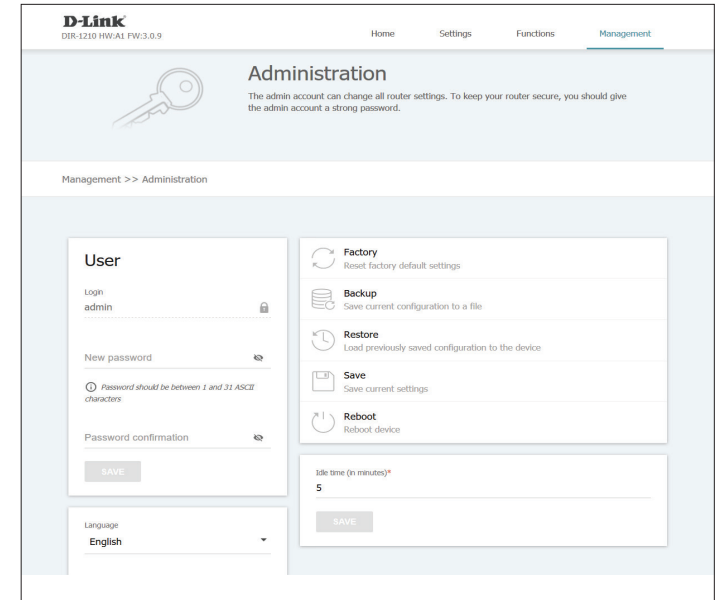 D-Link
DIR-1210 HW:A1 FW:3.0.9
Home
Settings
Functions
Management
Administration
The admin account can change all router settings. To keep your router secure, you should give
the admin account a strong password.
Management >> Administration
User
Login
admin
New password
Password should be between 1 and 31 ASCII
characters
Password confirmation
SAVE
Language
English
Factory
Reset factory default settings
Backup
Save current configuration to a file
Restore
Load previously saved configuration to the device
Save
Save current settings
Reboot
Reboot device
Idle time (in minutes)*
5
SAVE